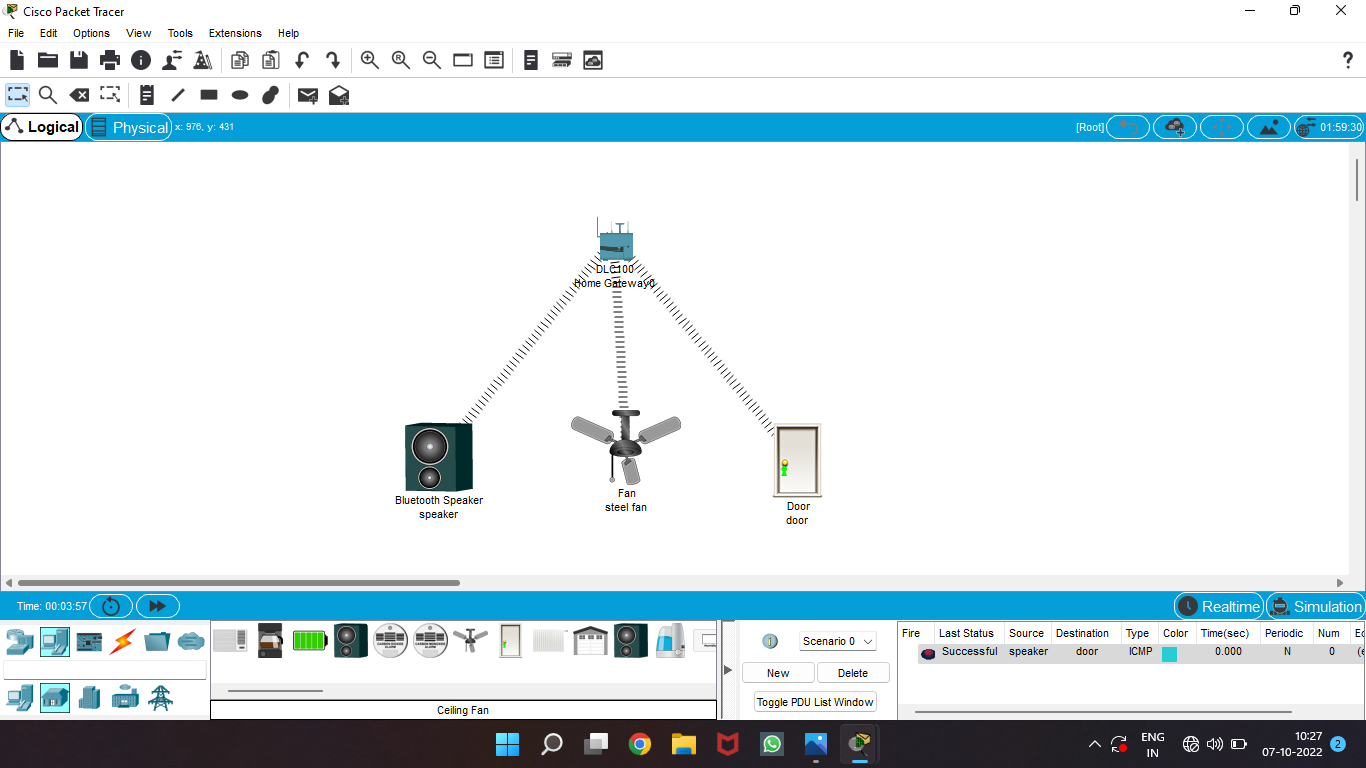 Cisco Packet Tracer
File Edit Options View Tools Extensions Help
Logical Physical x: 976, y: 431 [Root] 01:59:30
DLC100
Home Gateway0
Bluetooth Speaker
speaker
Fan
steel fan
Door
door
Time: 00:03:57 Realtime Simulation
Scenario 0
New Delete
Toggle PDU List Window
Fire Last Status Source Destination Type Color Time(sec) Periodic Num Ec
Successful speaker door ICMP 0.000 N 0 (e
Ceiling Fan
ENG
IN
10:27
07-10-2022
2